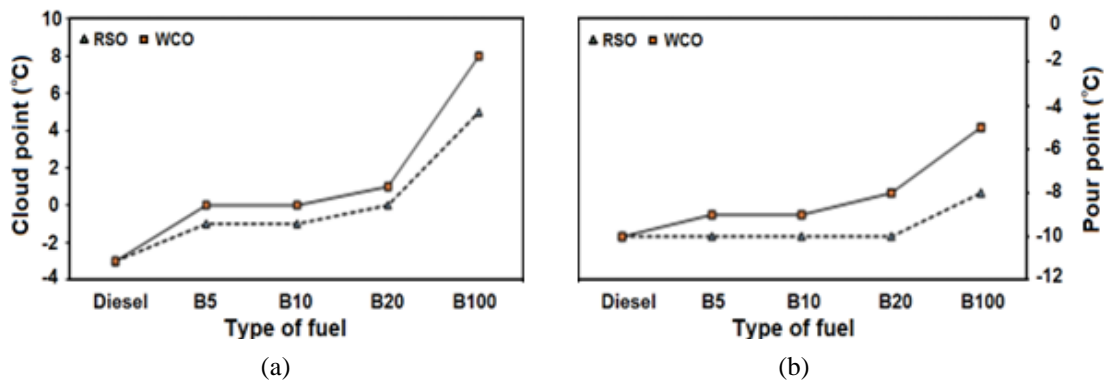 Cloud point (°C)
10
8
6
4
2
0
-2
-4
RSO WCO
Diesel B5 B10 B20 B100
Type of fuel
(a)
RSO WCO
0
-2
-4
-6
-8
-10
-12
Pour point (°C)
Diesel B5 B10 B20 B100
Type of fuel
(b)